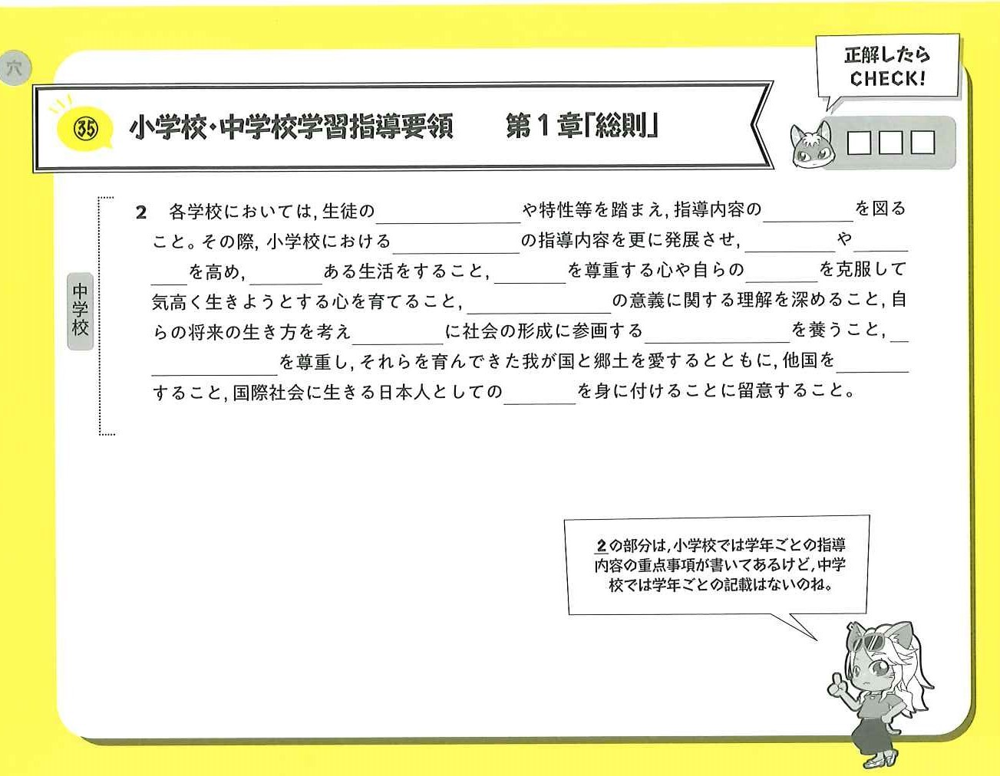 穴
正解したら
CHECK!
㉟ 小学校・中学校学習指導要領 第1章「総則」
中学校
2 各学校においては,生徒の＿＿＿＿＿＿＿＿や特性等を踏まえ,指導内容の＿＿＿＿＿を図る
こと。その際,小学校における＿＿＿＿＿＿＿の指導内容を更に発展させ,＿＿＿＿＿や＿＿＿
＿＿を高め,＿＿＿＿ある生活をすること,＿＿＿＿を尊重する心や自らの＿＿＿＿を克服して
気高く生きようとする心を育てること,＿＿＿＿＿＿＿＿の意義に関する理解を深めること,自
らの将来の生き方を考え＿＿＿＿＿に社会の形成に参画する＿＿＿＿＿＿＿＿を養うこと,＿
＿＿＿＿＿＿＿を尊重し,それらを育んできた我が国と郷土を愛するとともに,他国を＿＿＿＿
すること,国際社会に生きる日本人としての＿＿＿＿を身に付けることに留意すること。
2の部分は,小学校では学年ごとの指導
内容の重点事項が書いてあるけど,中学
校では学年ごとの記載はないのね。